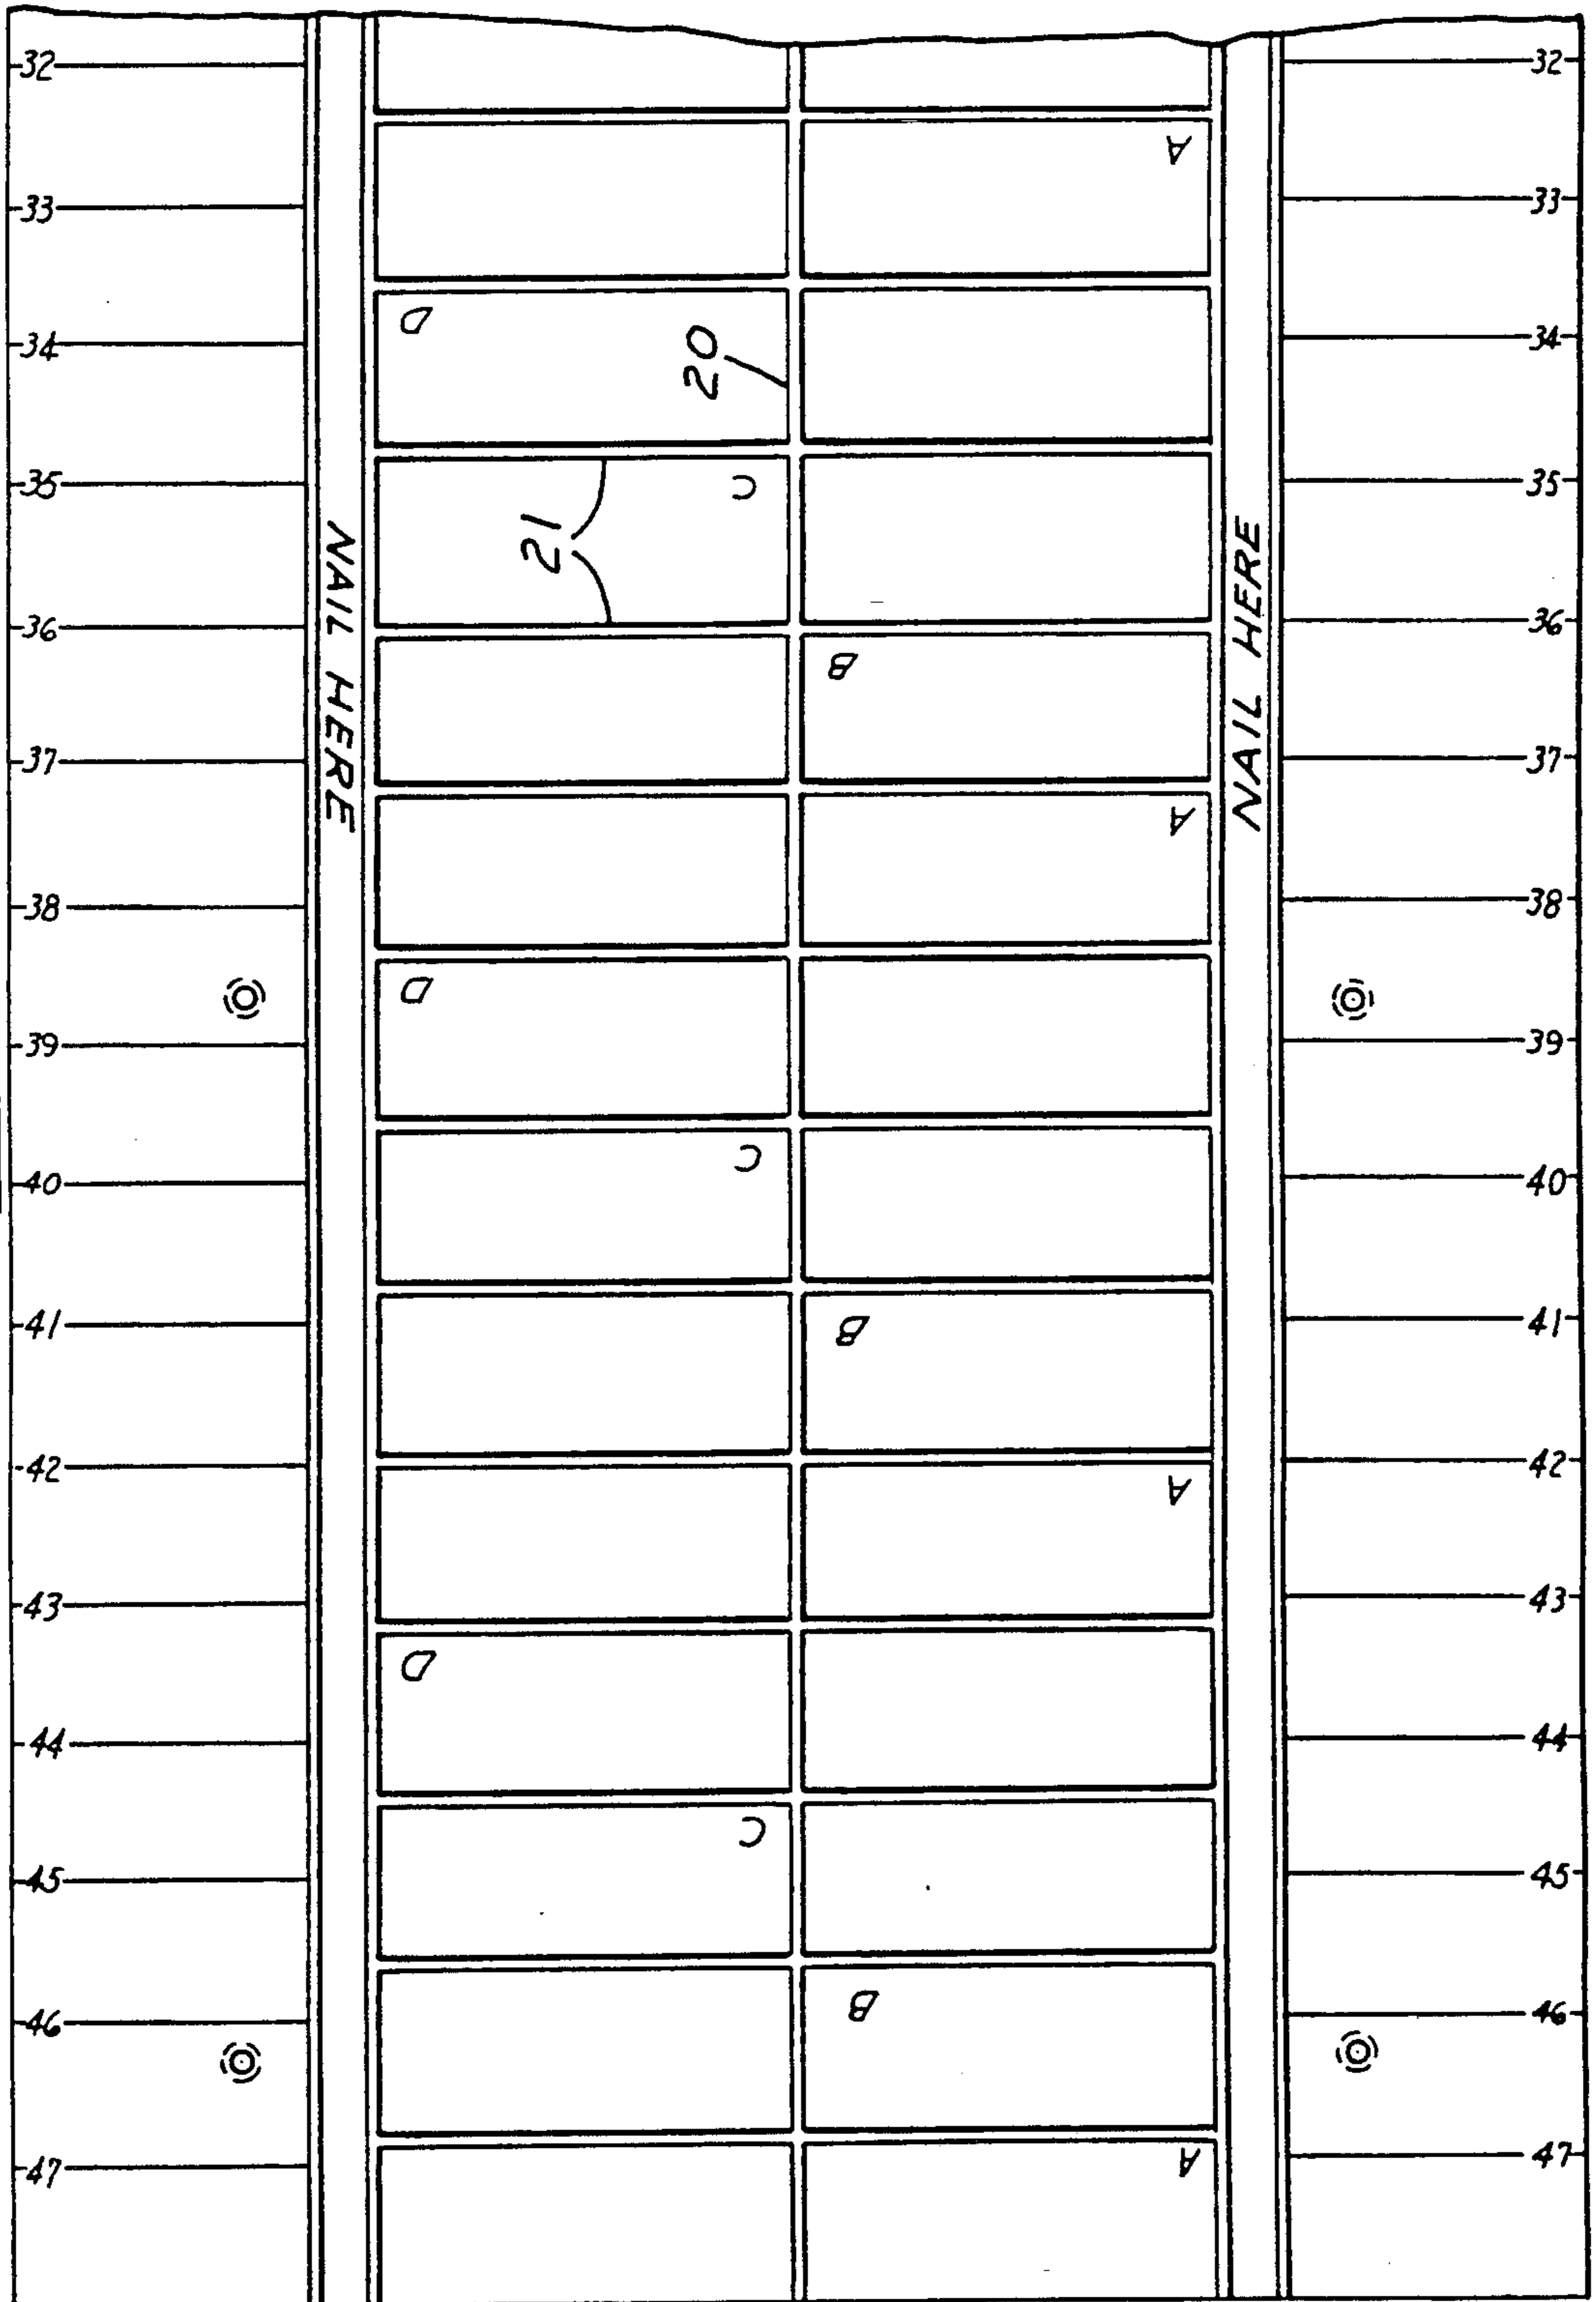 32 32
A
33 33
D
34 34
20
35 C 35
21
NAIL HERE NAIL HERE
36 36
B
37 37
A
38 38
D
39 39
C
40 40
B
41 41
42 42
A
43 43
D
44 44
C
45 45
B
46 46
A
47 47